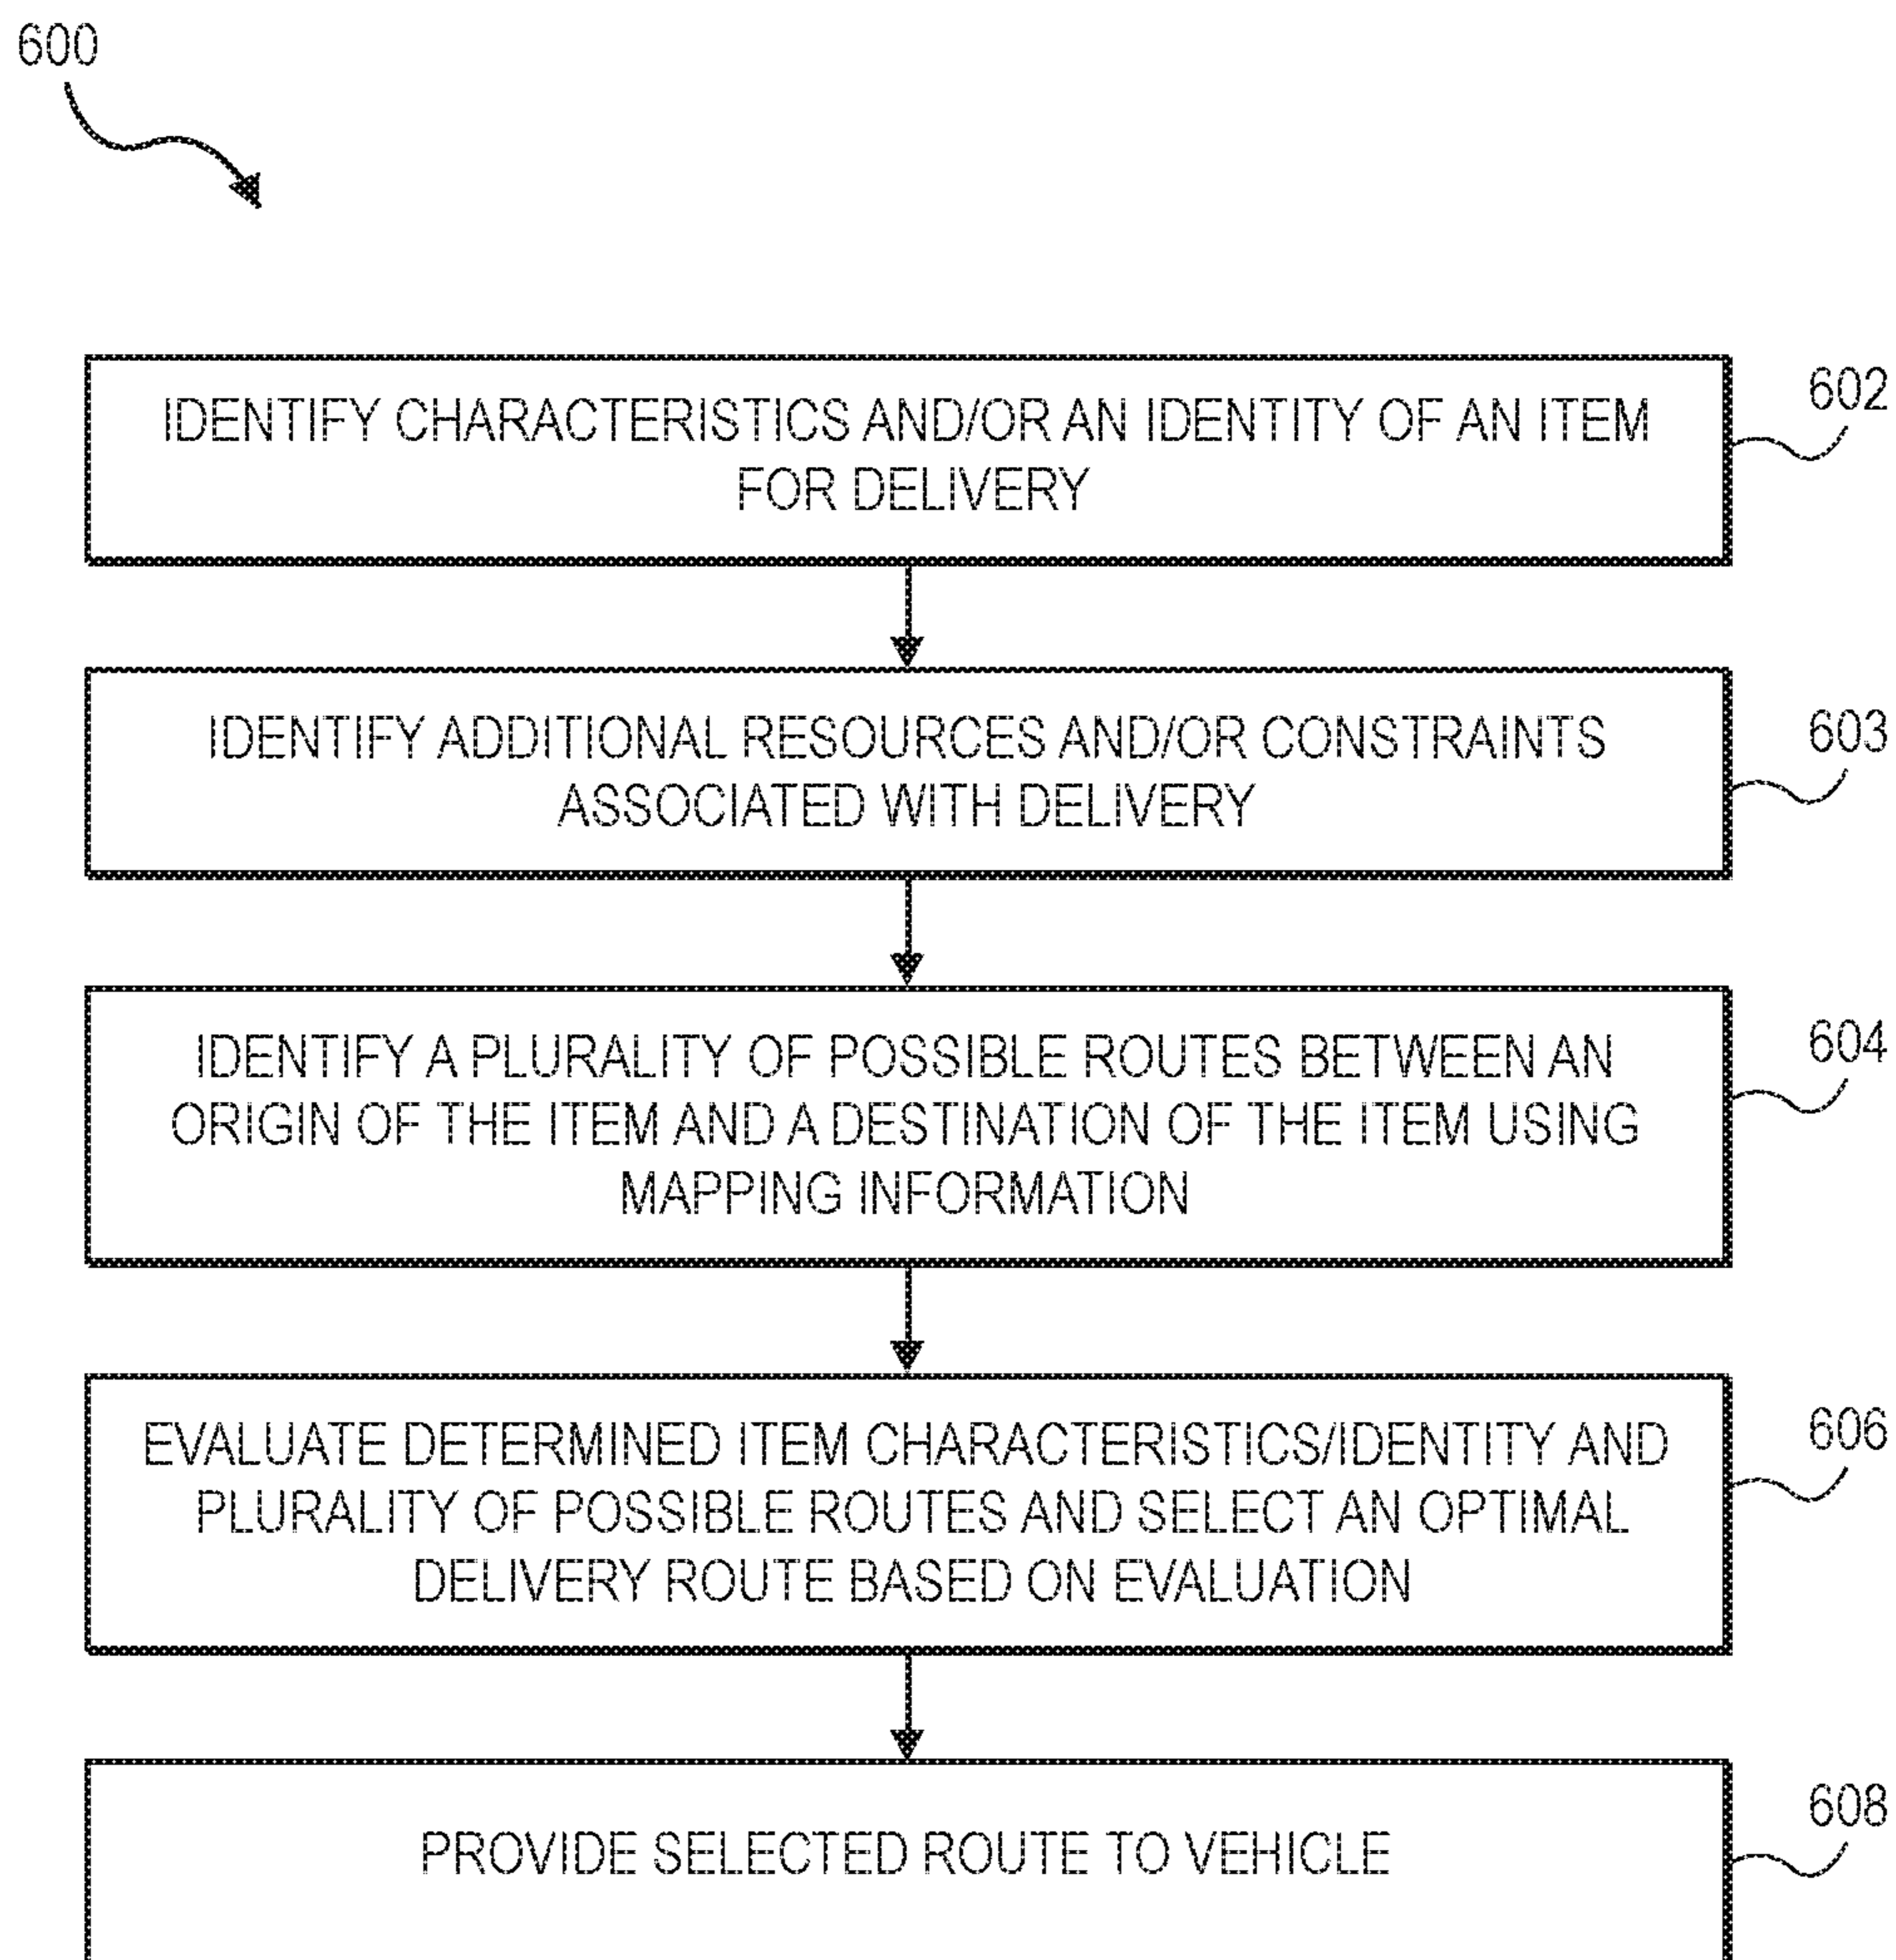 600
IDENTIFY CHARACTERISTICS AND/OR AN IDENTITY OF AN ITEM
FOR DELIVERY
602
IDENTIFY ADDITIONAL RESOURCES AND/OR CONSTRAINTS
ASSOCIATED WITH DELIVERY
603
IDENTIFY A PLURALITY OF POSSIBLE ROUTES BETWEEN AN
ORIGIN OF THE ITEM AND A DESTINATION OF THE ITEM USING
MAPPING INFORMATION
604
EVALUATE DETERMINED ITEM CHARACTERISTICS/IDENTITY AND
PLURALITY OF POSSIBLE ROUTES AND SELECT AN OPTIMAL
DELIVERY ROUTE BASED ON EVALUATION
606
PROVIDE SELECTED ROUTE TO VEHICLE
608